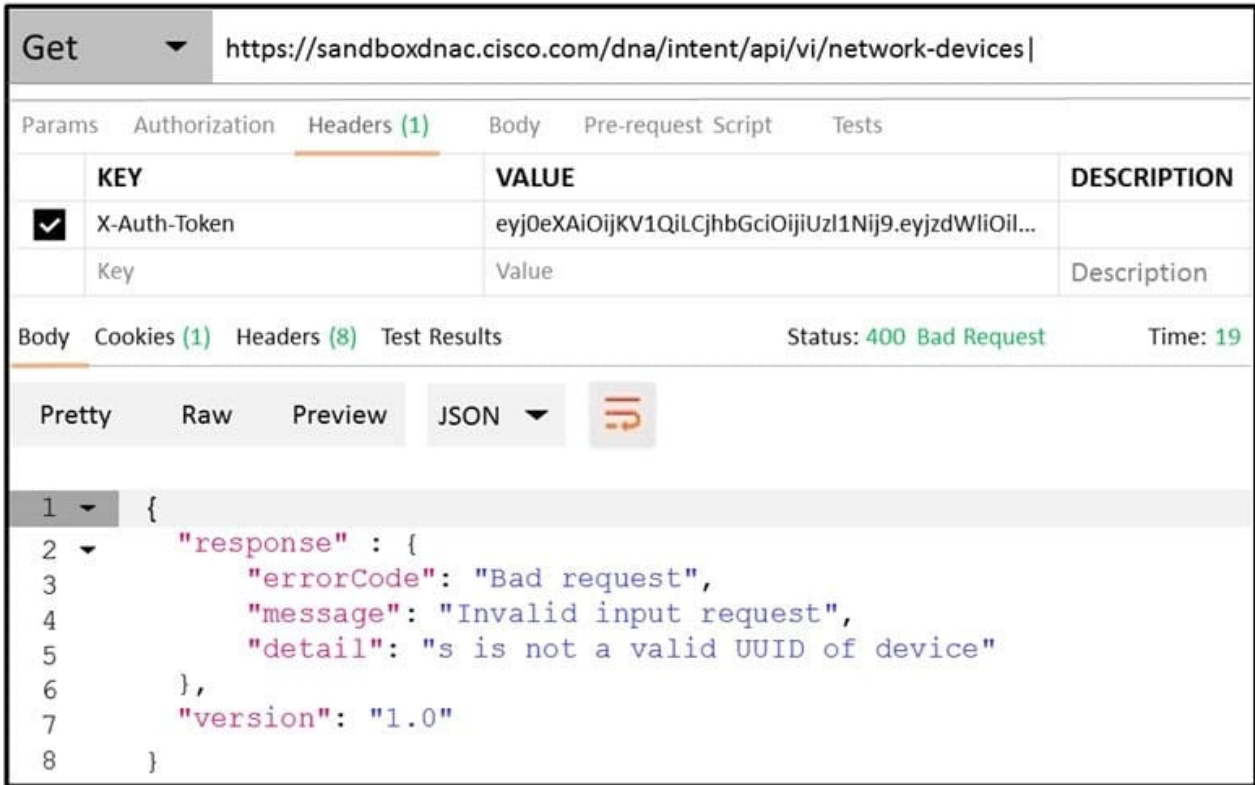 Get https://sandboxdnac.cisco.com/dna/intent/api/vi/network-devices|
Params Authorization Headers (1) Body Pre-request Script Tests
KEY VALUE DESCRIPTION
X-Auth-Token eyj0eXAiOijKV1QiLCjhbGciOijiUzl1Nij9.eyjzdWliOil...
Key Value Description
Body Cookies (1) Headers (8) Test Results Status: 400 Bad Request Time: 19
Pretty Raw Preview JSON
1 {
2 "response" : {
3 "errorCode": "Bad request",
4 "message": "Invalid input request",
5 "detail": "s is not a valid UUID of device"
6 },
7 "version": "1.0"
8 }